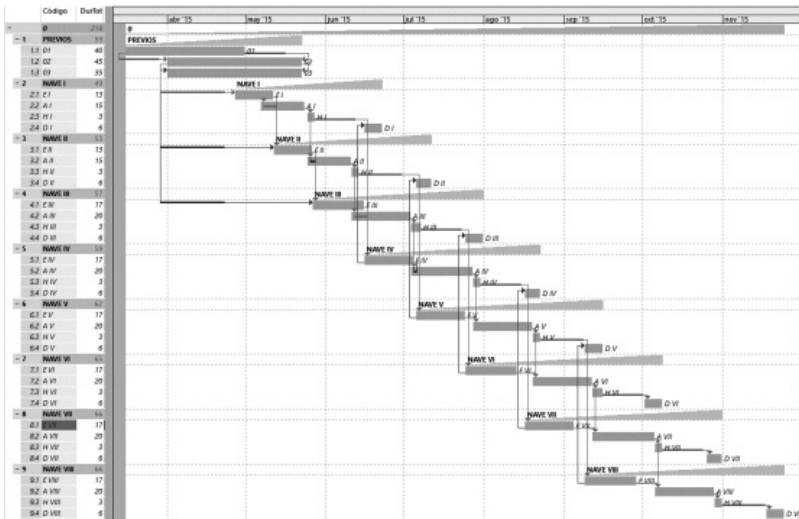 Código DurTot
abr '15 may '15 jun '15 jul '15 ago '15 sep '15 oct '15 nov '15
0 Ø Ø
1 PREVIOS PREVIOS
1.1 01 40 01
1.2 02 45
1.3 03 35 03
2 NAVE I NAVE I
2.1 E I 13 E I
2.2 A I 15 A I
2.3 H I 3 H I
2.4 D I 6 D I
3 NAVE II NAVE II
3.1 E II 13 E II
3.2 A II 15 A II
3.3 H II 3 H II
3.4 D II 6 D II
4 NAVE III NAVE III
4.1 E IV 17 E III
4.2 A IV 20 A III
4.3 H VI 3 H III
4.4 D VI 6 D III
5 NAVE IV NAVE IV
5.1 E IV 17 E IV
5.2 A IV 20 A IV
5.3 H IV 3 H IV
5.4 D IV 6 D IV
6 NAVE V 62 NAVE V
6.1 E V 17 E V
6.2 A V 20 A V
6.3 H V 3 H V
6.4 D V 6 D V
7 NAVE VI 65 NAVE VI
7.1 E VI 17 E VI
7.2 A VI 20 A VI
7.3 H VI 3 H VI
7.4 D VI 6 D VI
8 NAVE VII 66 NAVE VII
8.1 E VII 17 E VII
8.2 A VII 20 A VII
8.3 H VII 3 H VII
8.4 D VII 6 D VII
9 NAVE VIII 66 NAVE VIII
9.1 E VIII 17 E VIII
9.2 A VIII 20 A VIII
9.3 H VIII 3 H VIII
9.4 D VIII 6